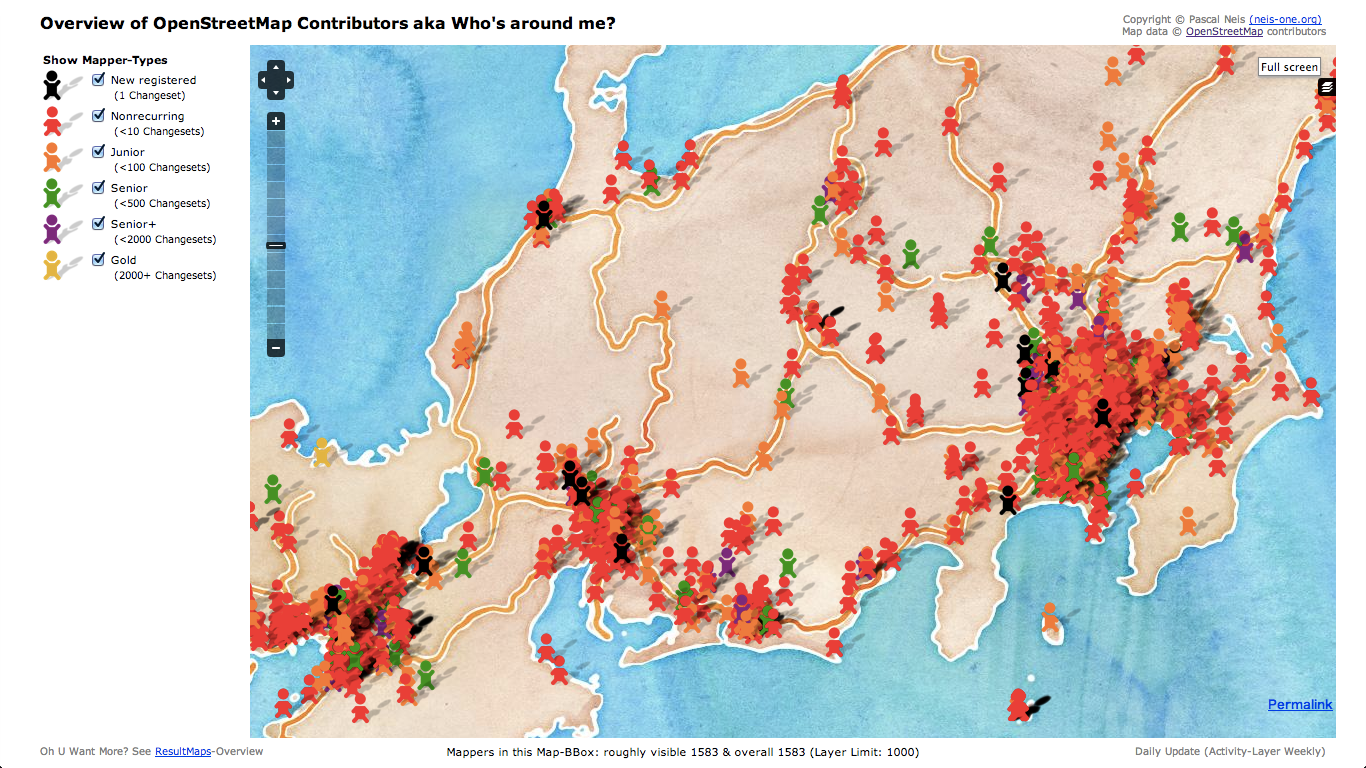 Overview of OpenStreetMap Contributors aka Who's around me?
Copyright © Pascal Neis (neis-one.org)
Map data © OpenStreetMap contributors
Show Mapper-Types
New registered
(1 Changeset)
Nonrecurring
(<10 Changesets)
Junior
(<100 Changesets)
Senior
(<500 Changesets)
Senior+
(<2000 Changesets)
Gold
(2000+ Changesets)
Full screen
Permalink
Oh U Want More? See ResultMaps-Overview
Mappers in this Map-BBox: roughly visible 1583 & overall 1583 (Layer Limit: 1000)
Daily Update (Activity-Layer Weekly)